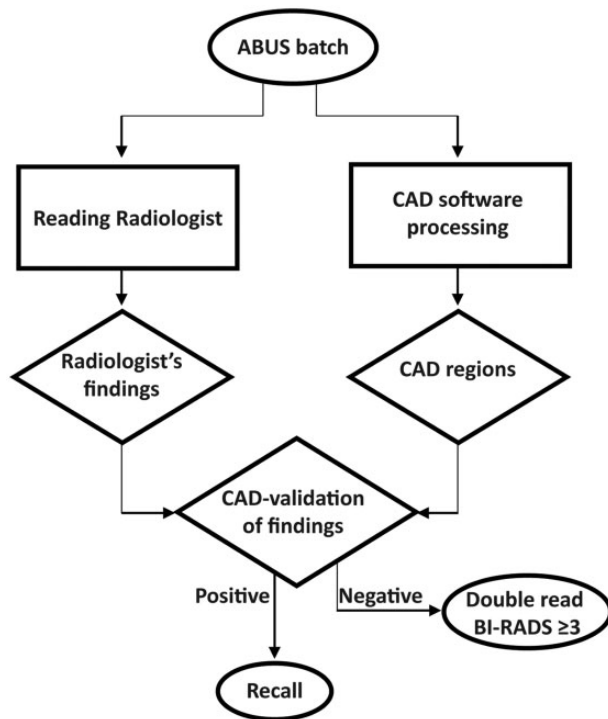 ABUS batch
Reading Radiologist
CAD software
processing
Radiologist’s
findings
CAD regions
CAD-validation
of findings
Positive
Negative
Double read
BI-RADS ≥3
Recall